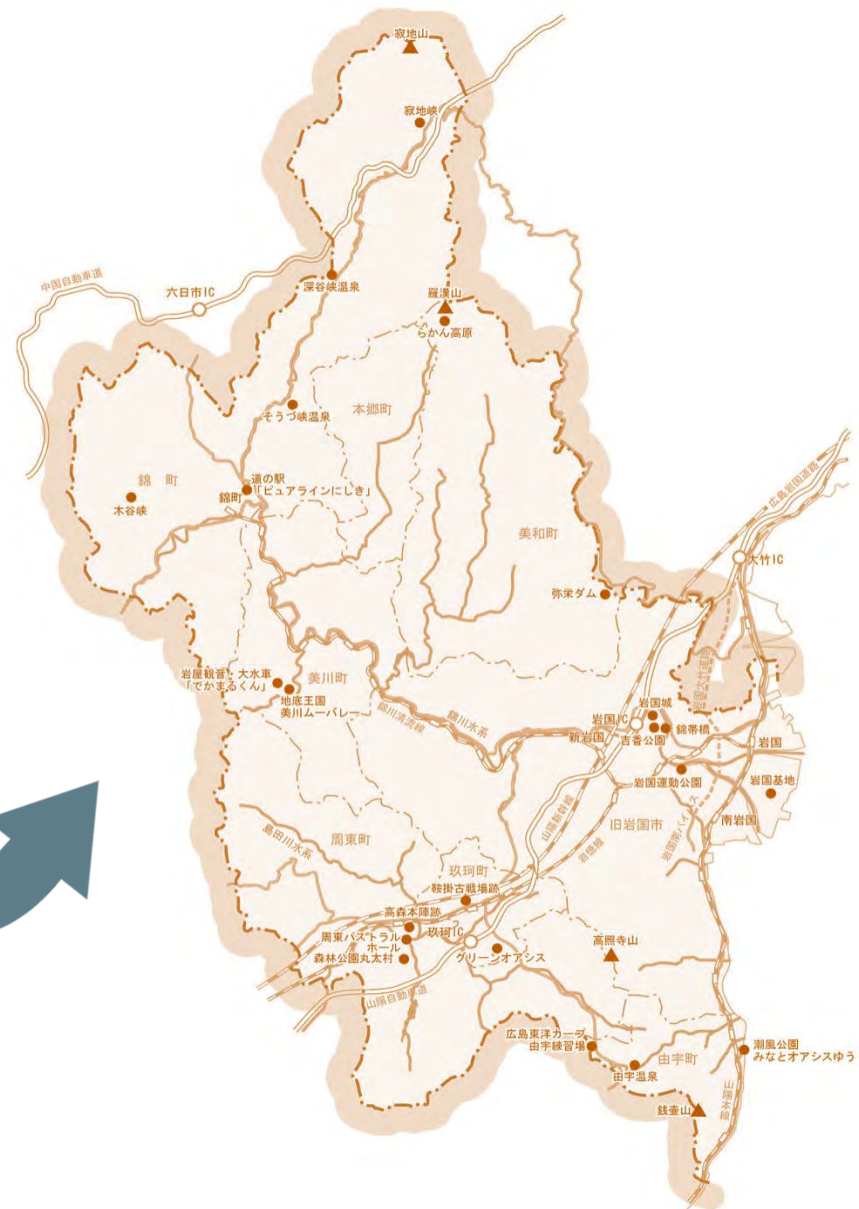 寂地山
寂地峡
中国自動車道
六日市IC
深谷峡温泉
羅漢山
らかん高原
そうづ峡温泉
本郷町
錦 町
道の駅
「ピュアラインにしき」
錦町
木谷峡
広島岩国道路
美和町
大竹IC
弥栄ダム
岩国大竹道路
岩屋観音・大水車
「でかまるくん」
美川町
地底王国
美川ムーバレー
錦川清流線
錦川水系
岩国城
岩国IC
新岩国
吉香公園
錦帯橋
岩国
岩国運動公園
岩国基地
南岩国
岩国南バイパス
旧岩国市
山陽新幹線
岩徳線
周東町
島田川水系
玖珂町
鞍掛古戦場跡
高森本陣跡
周東パストラル
ホール
玖珂IC
森林公園丸太村
グリーンオアシス
高照寺山
山陽自動車道
広島東洋カープ
由宇練習場
由宇町
潮風公園
みなとオアシスゆう
由宇温泉
銭壷山
山陽本線